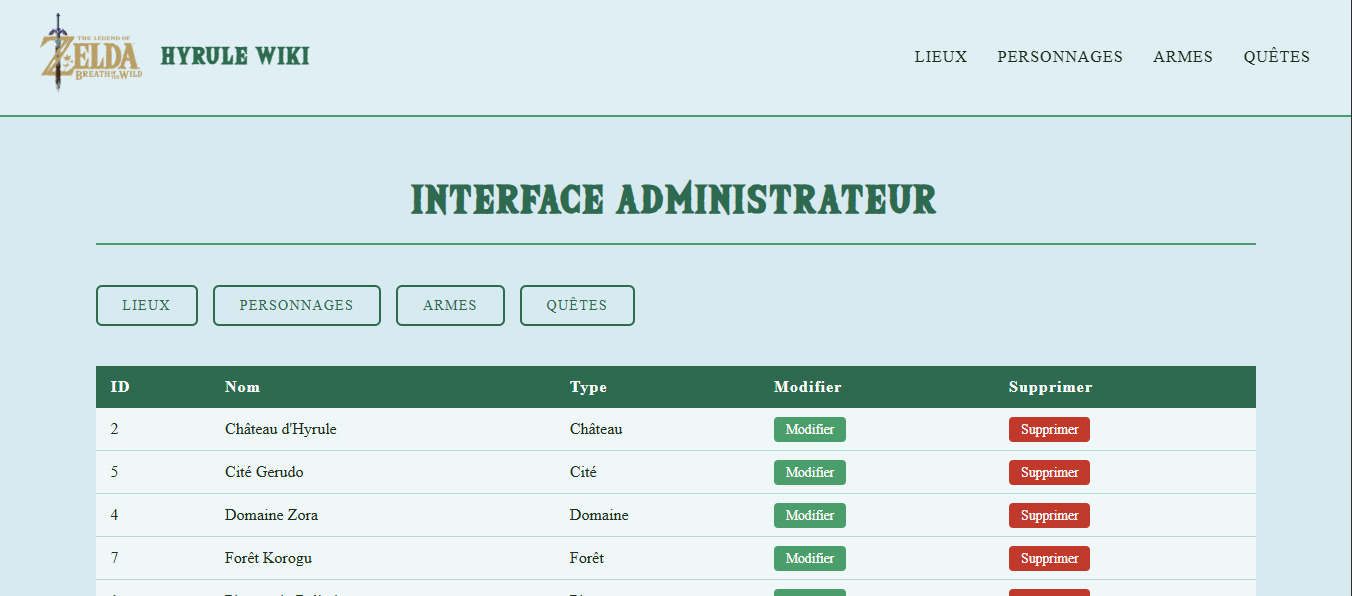 THE LEGEND OF
ZELDA
BREATH OF THE WILD
HYRULE WIKI
LIEUX PERSONNAGES ARMES QUÊTES
INTERFACE ADMINISTRATEUR
LIEUX PERSONNAGES ARMES QUÊTES
ID Nom Type Modifier Supprimer
2 Château d'Hyrule Château Modifier Supprimer
5 Cité Gerudo Cité Modifier Supprimer
4 Domaine Zora Domaine Modifier Supprimer
7 Forêt Korogu Forêt Modifier Supprimer